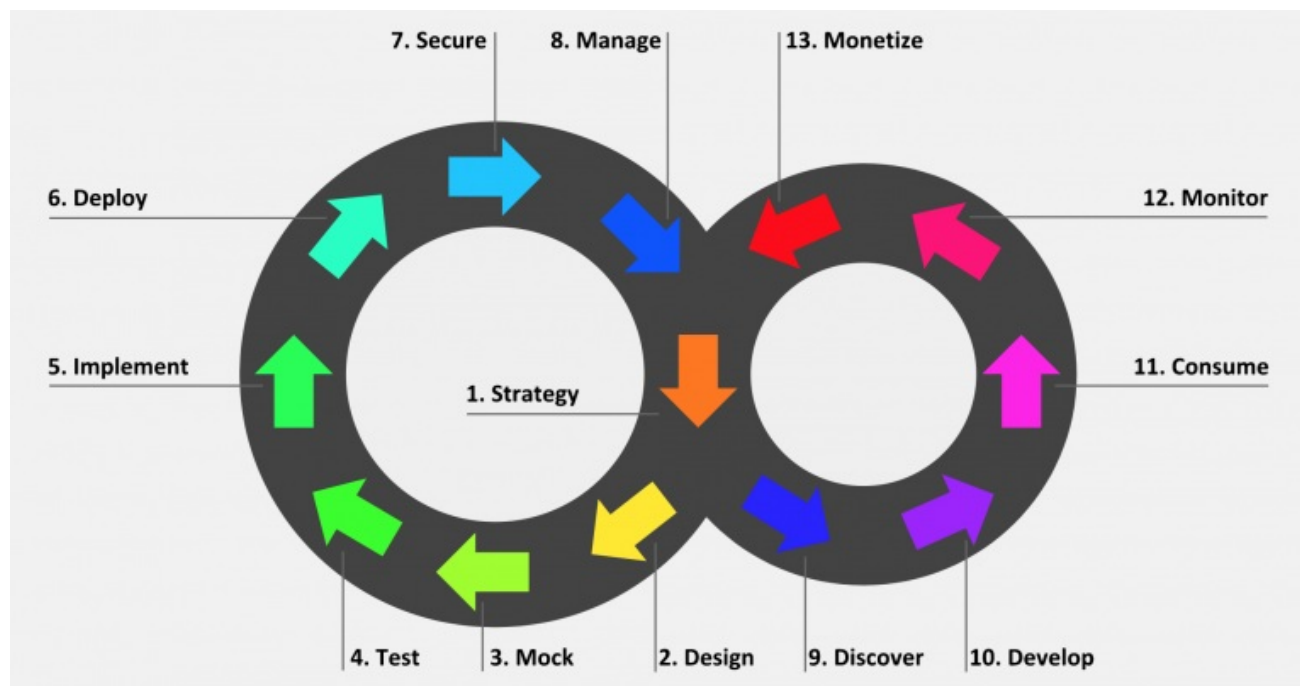 7. Secure
8. Manage
13. Monetize
6. Deploy
12. Monitor
5. Implement
11. Consume
1. Strategy
4. Test
3. Mock
2. Design
9. Discover
10. Develop